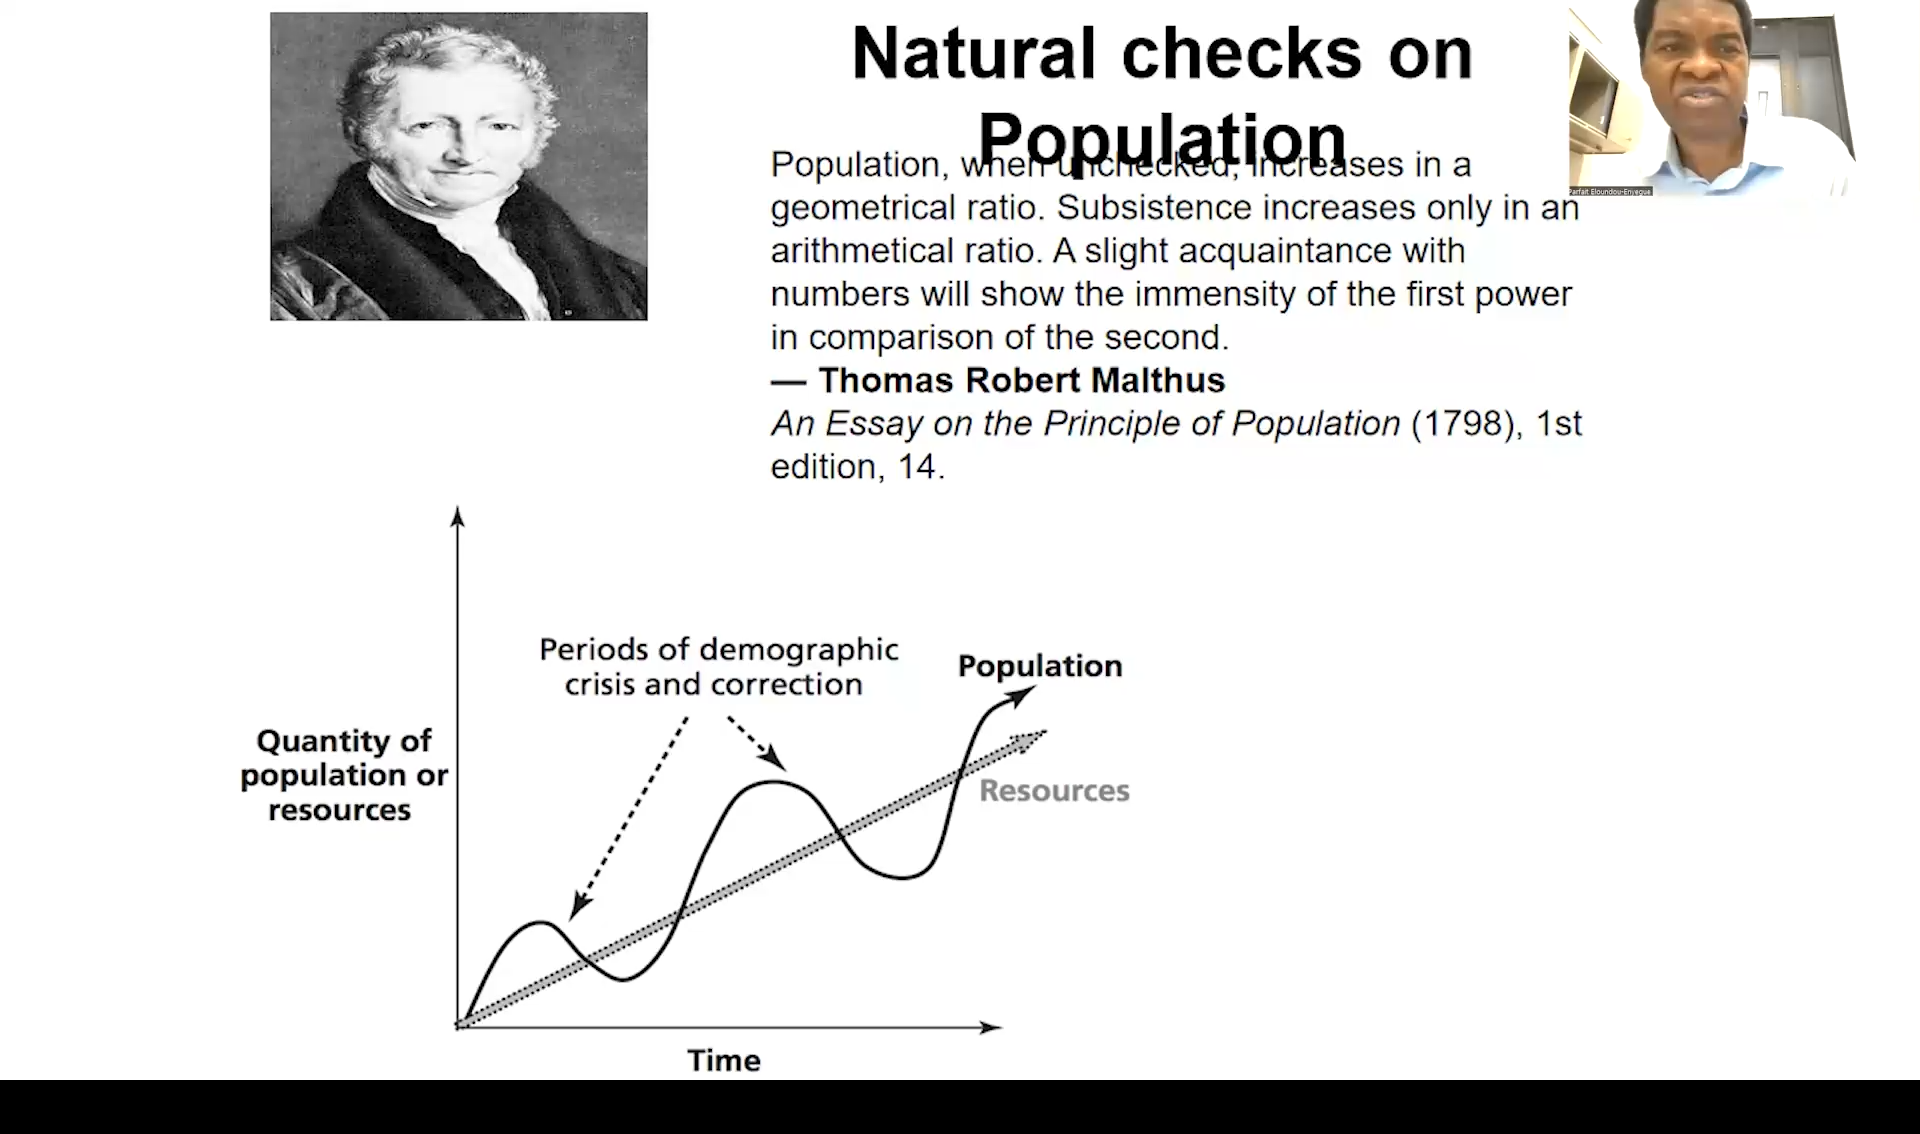 Natural checks on
Population
Population, when unchecked, increases in a
geometrical ratio. Subsistence increases only in an
arithmetical ratio. A slight acquaintance with
numbers will show the immensity of the first power
in comparison of the second.
— Thomas Robert Malthus
An Essay on the Principle of Population (1798), 1st
edition, 14.
Parfait Eloundou-Enyegue
Periods of demographic
crisis and correction
Population
Quantity of
population or
resources
Resources
Time